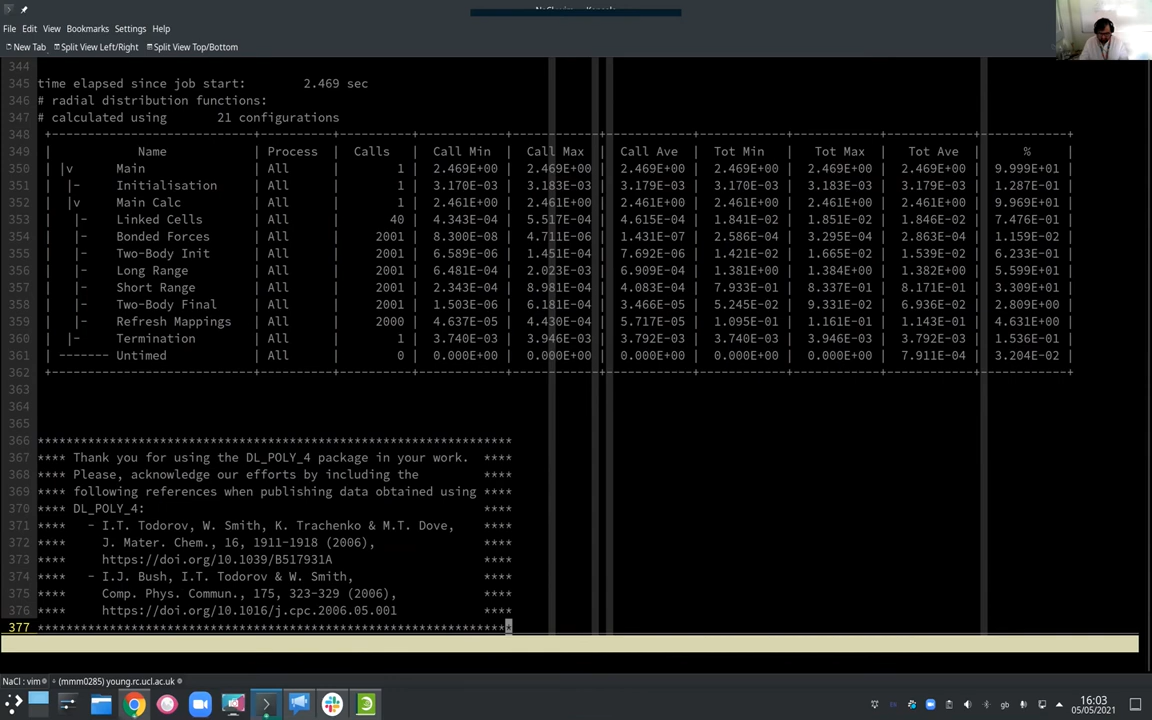 File Edit View Bookmarks Settings Help
New Tab Split View Left/Right Split View Top/Bottom
344
345 time elapsed since job start: 2.469 sec
346 # radial distribution functions:
347 # calculated using 21 configurations
348 +----------------------------+----------+---------+-----------+-----------+-----------+-----------+-----------+-----------+-----------+
349 | Name | Process | Calls | Call Min | Call Max | Call Ave | Tot Min | Tot Max | Tot Ave | % |
350 | |v Main | All | 1 | 2.469E+00 | 2.469E+00 | 2.469E+00 | 2.469E+00 | 2.469E+00 | 2.469E+00 | 9.999E+01 |
351 | |- Initialisation | All | 1 | 3.170E-03 | 3.183E-03 | 3.179E-03 | 3.170E-03 | 3.183E-03 | 3.179E-03 | 1.287E-01 |
352 | |v Main Calc | All | 1 | 2.461E+00 | 2.461E+00 | 2.461E+00 | 2.461E+00 | 2.461E+00 | 2.461E+00 | 9.969E+01 |
353 | |- Linked Cells | All | 40 | 4.343E-04 | 5.517E-04 | 4.615E-04 | 1.841E-02 | 1.851E-02 | 1.846E-02 | 7.476E-01 |
354 | |- Bonded Forces | All | 2001 | 8.300E-08 | 4.711E-06 | 1.431E-07 | 2.586E-04 | 3.295E-04 | 2.863E-04 | 1.159E-02 |
355 | |- Two-Body Init | All | 2001 | 6.589E-06 | 1.451E-04 | 7.692E-06 | 1.421E-02 | 1.665E-02 | 1.539E-02 | 6.233E-01 |
356 | |- Long Range | All | 2001 | 6.481E-04 | 2.023E-03 | 6.909E-04 | 1.381E+00 | 1.384E+00 | 1.382E+00 | 5.599E+01 |
357 | |- Short Range | All | 2001 | 2.343E-04 | 8.981E-04 | 4.083E-04 | 7.933E-01 | 8.337E-01 | 8.171E-01 | 3.309E+01 |
358 | |- Two-Body Final | All | 2001 | 1.503E-06 | 6.181E-04 | 3.466E-05 | 5.245E-02 | 9.331E-02 | 6.936E-02 | 2.809E+00 |
359 | |- Refresh Mappings | All | 2000 | 4.637E-05 | 4.430E-04 | 5.717E-05 | 1.095E-01 | 1.161E-01 | 1.143E-01 | 4.631E+00 |
360 | |- Termination | All | 1 | 3.740E-03 | 3.946E-03 | 3.792E-03 | 3.740E-03 | 3.946E-03 | 3.792E-03 | 1.536E-01 |
361 | ------- Untimed | All | 0 | 0.000E+00 | 0.000E+00 | 0.000E+00 | 0.000E+00 | 0.000E+00 | 7.911E-04 | 3.204E-02 |
362 +----------------------------+----------+---------+-----------+-----------+-----------+-----------+-----------+-----------+-----------+
363
364
365
366 ******************************************************************
367 **** Thank you for using the DL_POLY_4 package in your work. ****
368 **** Please, acknowledge our efforts by including the ****
369 **** following references when publishing data obtained using ****
370 **** DL_POLY_4: ****
371 **** - I.T. Todorov, W. Smith, K. Trachenko & M.T. Dove, ****
372 **** J. Mater. Chem., 16, 1911-1918 (2006), ****
373 **** https://doi.org/10.1039/B517931A ****
374 **** - I.J. Bush, I.T. Todorov & W. Smith, ****
375 **** Comp. Phys. Commun., 175, 323-329 (2006), ****
376 **** https://doi.org/10.1016/j.cpc.2006.05.001 ****
377 ******************************************************************
NaCl : vim (mmm0285) young.rc.ucl.ac.uk
gb
16:03
05/05/2021